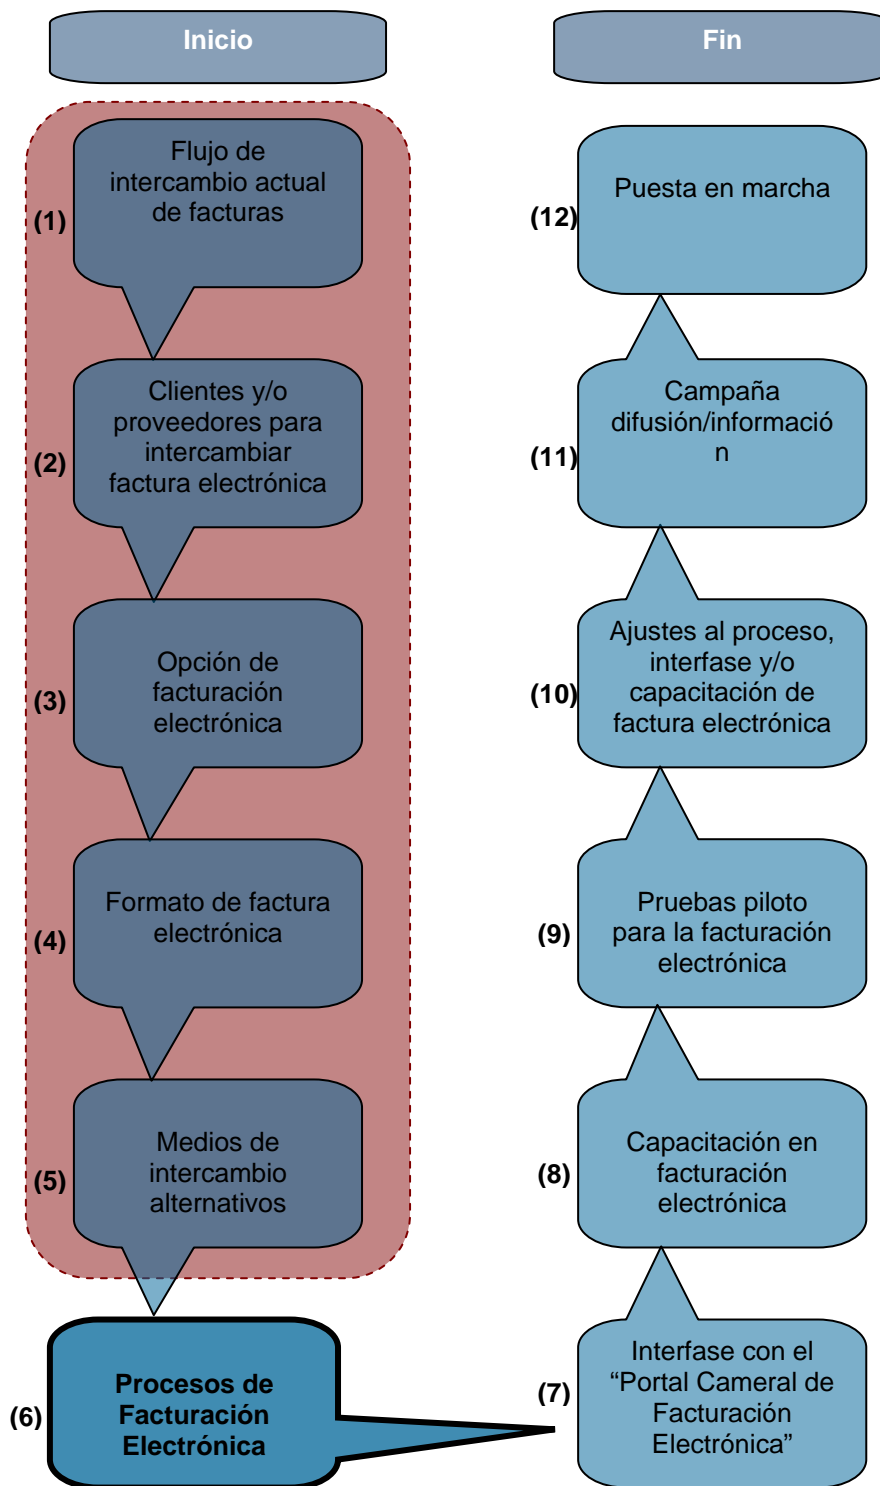 Inicio
(1)
Flujo de
intercambio actual
de facturas
(2)
Clientes y/o
proveedores para
intercambiar
factura electrónica
(3)
Opción de
facturación
electrónica
(4)
Formato de factura
electrónica
(5)
Medios de
intercambio
alternativos
(6)
Procesos de
Facturación
Electrónica
Fin
(12)
Puesta en marcha
(11)
Campaña
difusión/informació
n
(10)
Ajustes al proceso,
interfase y/o
capacitación de
factura electrónica
(9)
Pruebas piloto
para la facturación
electrónica
(8)
Capacitación en
facturación
electrónica
(7)
Interfase con el
“Portal Cameral de
Facturación
Electrónica”